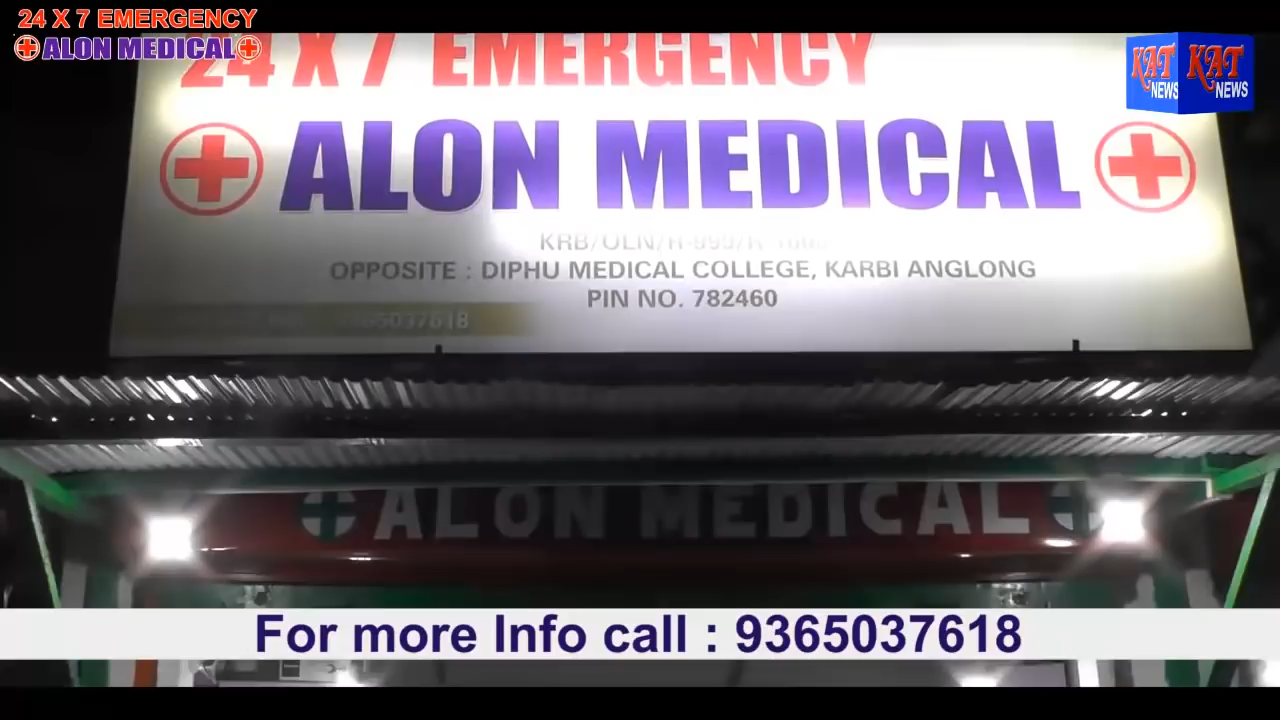 24 X 7 EMERGENCY
ALON MEDICAL
KAT NEWS
KAT NEWS
24 X 7 EMERGENCY
ALON MEDICAL
OPPOSITE : DIPHU MEDICAL COLLEGE, KARBI ANGLONG
PIN NO. 782460
ALON MEDICAL
For more Info call : 9365037618